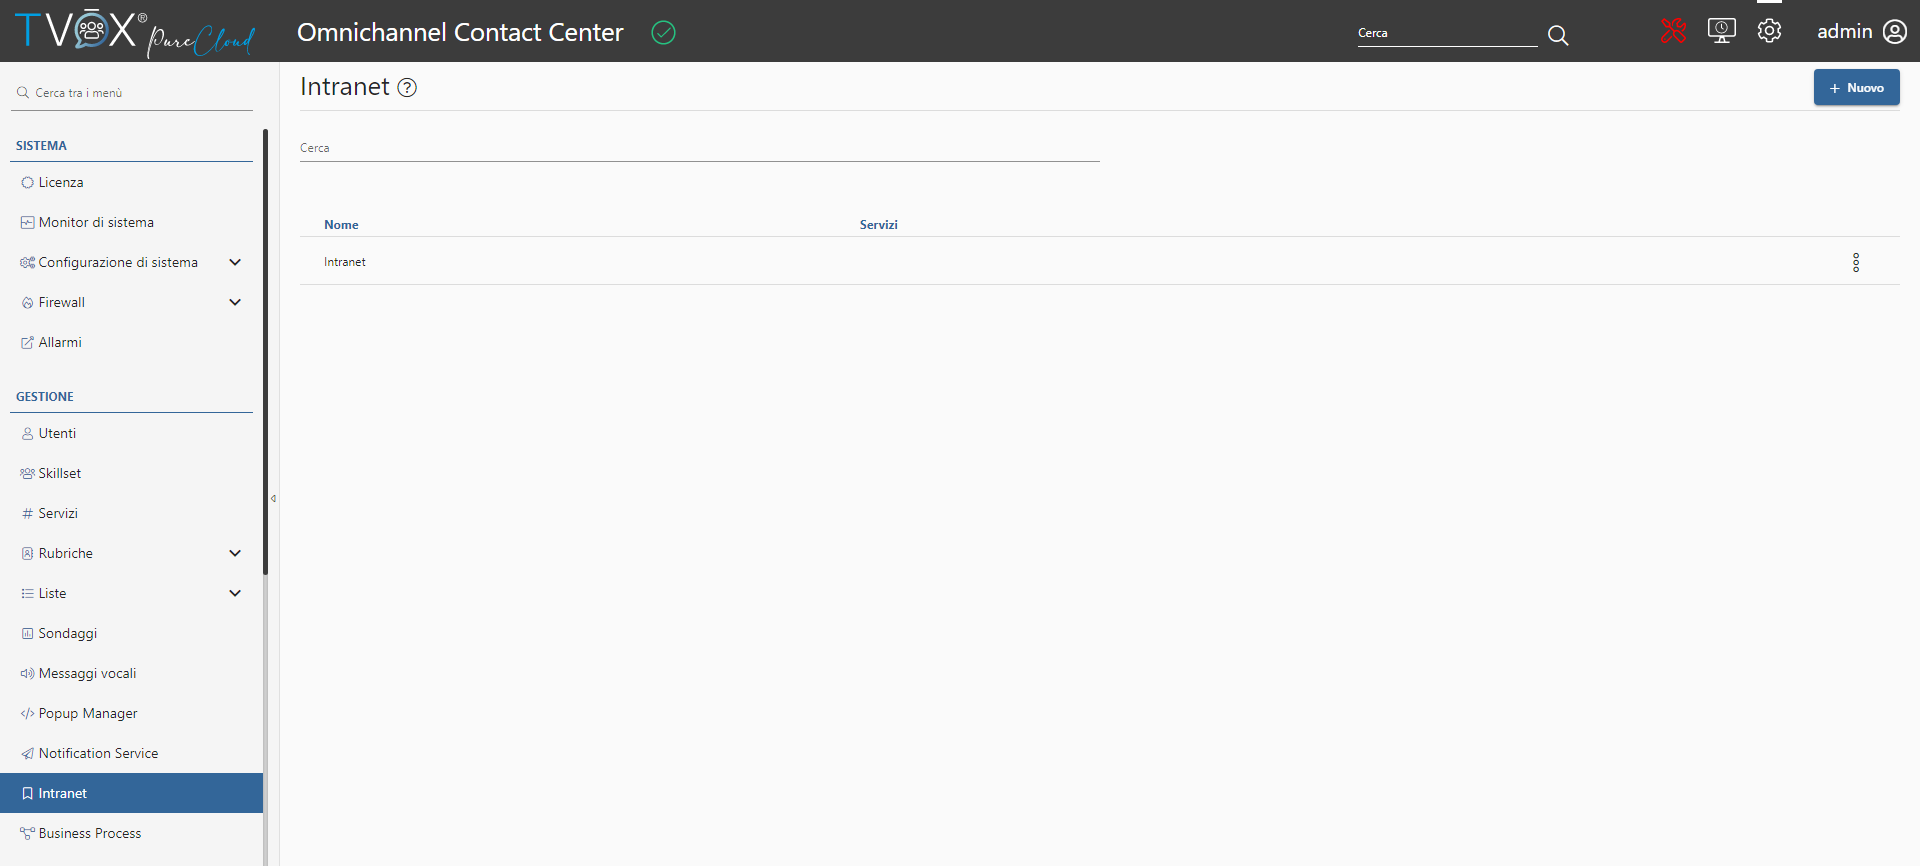 TVOX® PureCloud
Omnichannel Contact Center
Cerca
admin
Cerca tra i menù
SISTEMA
Licenza
Monitor di sistema
Configurazione di sistema
Firewall
Allarmi
GESTIONE
Utenti
Skillset
# Servizi
Rubriche
Liste
Sondaggi
Messaggi vocali
</> Popup Manager
Notification Service
Intranet
Business Process
Intranet ?
+ Nuovo
Cerca
Nome Servizi
Intranet